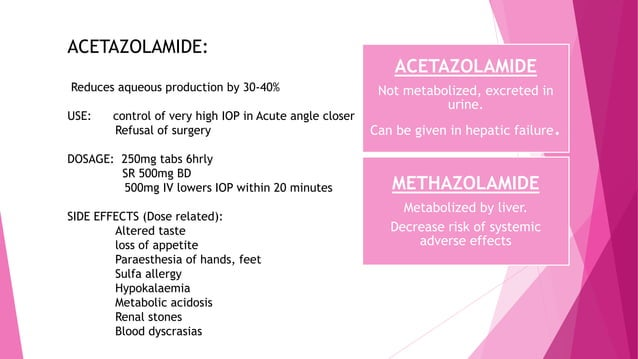 ACETAZOLAMIDE:
Reduces aqueous production by 30-40%
USE: control of very high IOP in Acute angle closer
Refusal of surgery
DOSAGE: 250mg tabs 6hrly
SR 500mg BD
500mg IV lowers IOP within 20 minutes
SIDE EFFECTS (Dose related):
Altered taste
loss of appetite
Paraesthesia of hands, feet
Sulfa allergy
Hypokalaemia
Metabolic acidosis
Renal stones
Blood dyscrasias
ACETAZOLAMIDE
Not metabolized, excreted in
urine.
Can be given in hepatic failure.
METHAZOLAMIDE
Metabolized by liver.
Decrease risk of systemic
adverse effects